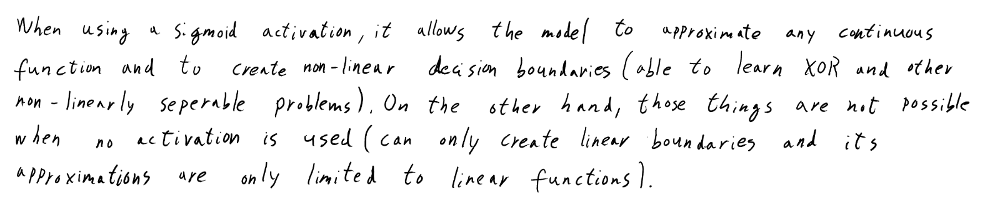 When using a sigmoid activation, it allows the model to approximate any continuous
function and to create non-linear decision boundaries (able to learn XOR and other
non-linearly seperable problems). On the other hand, those things are not possible
when no activation is used (can only create linear boundaries and its
approximations are only limited to linear functions).